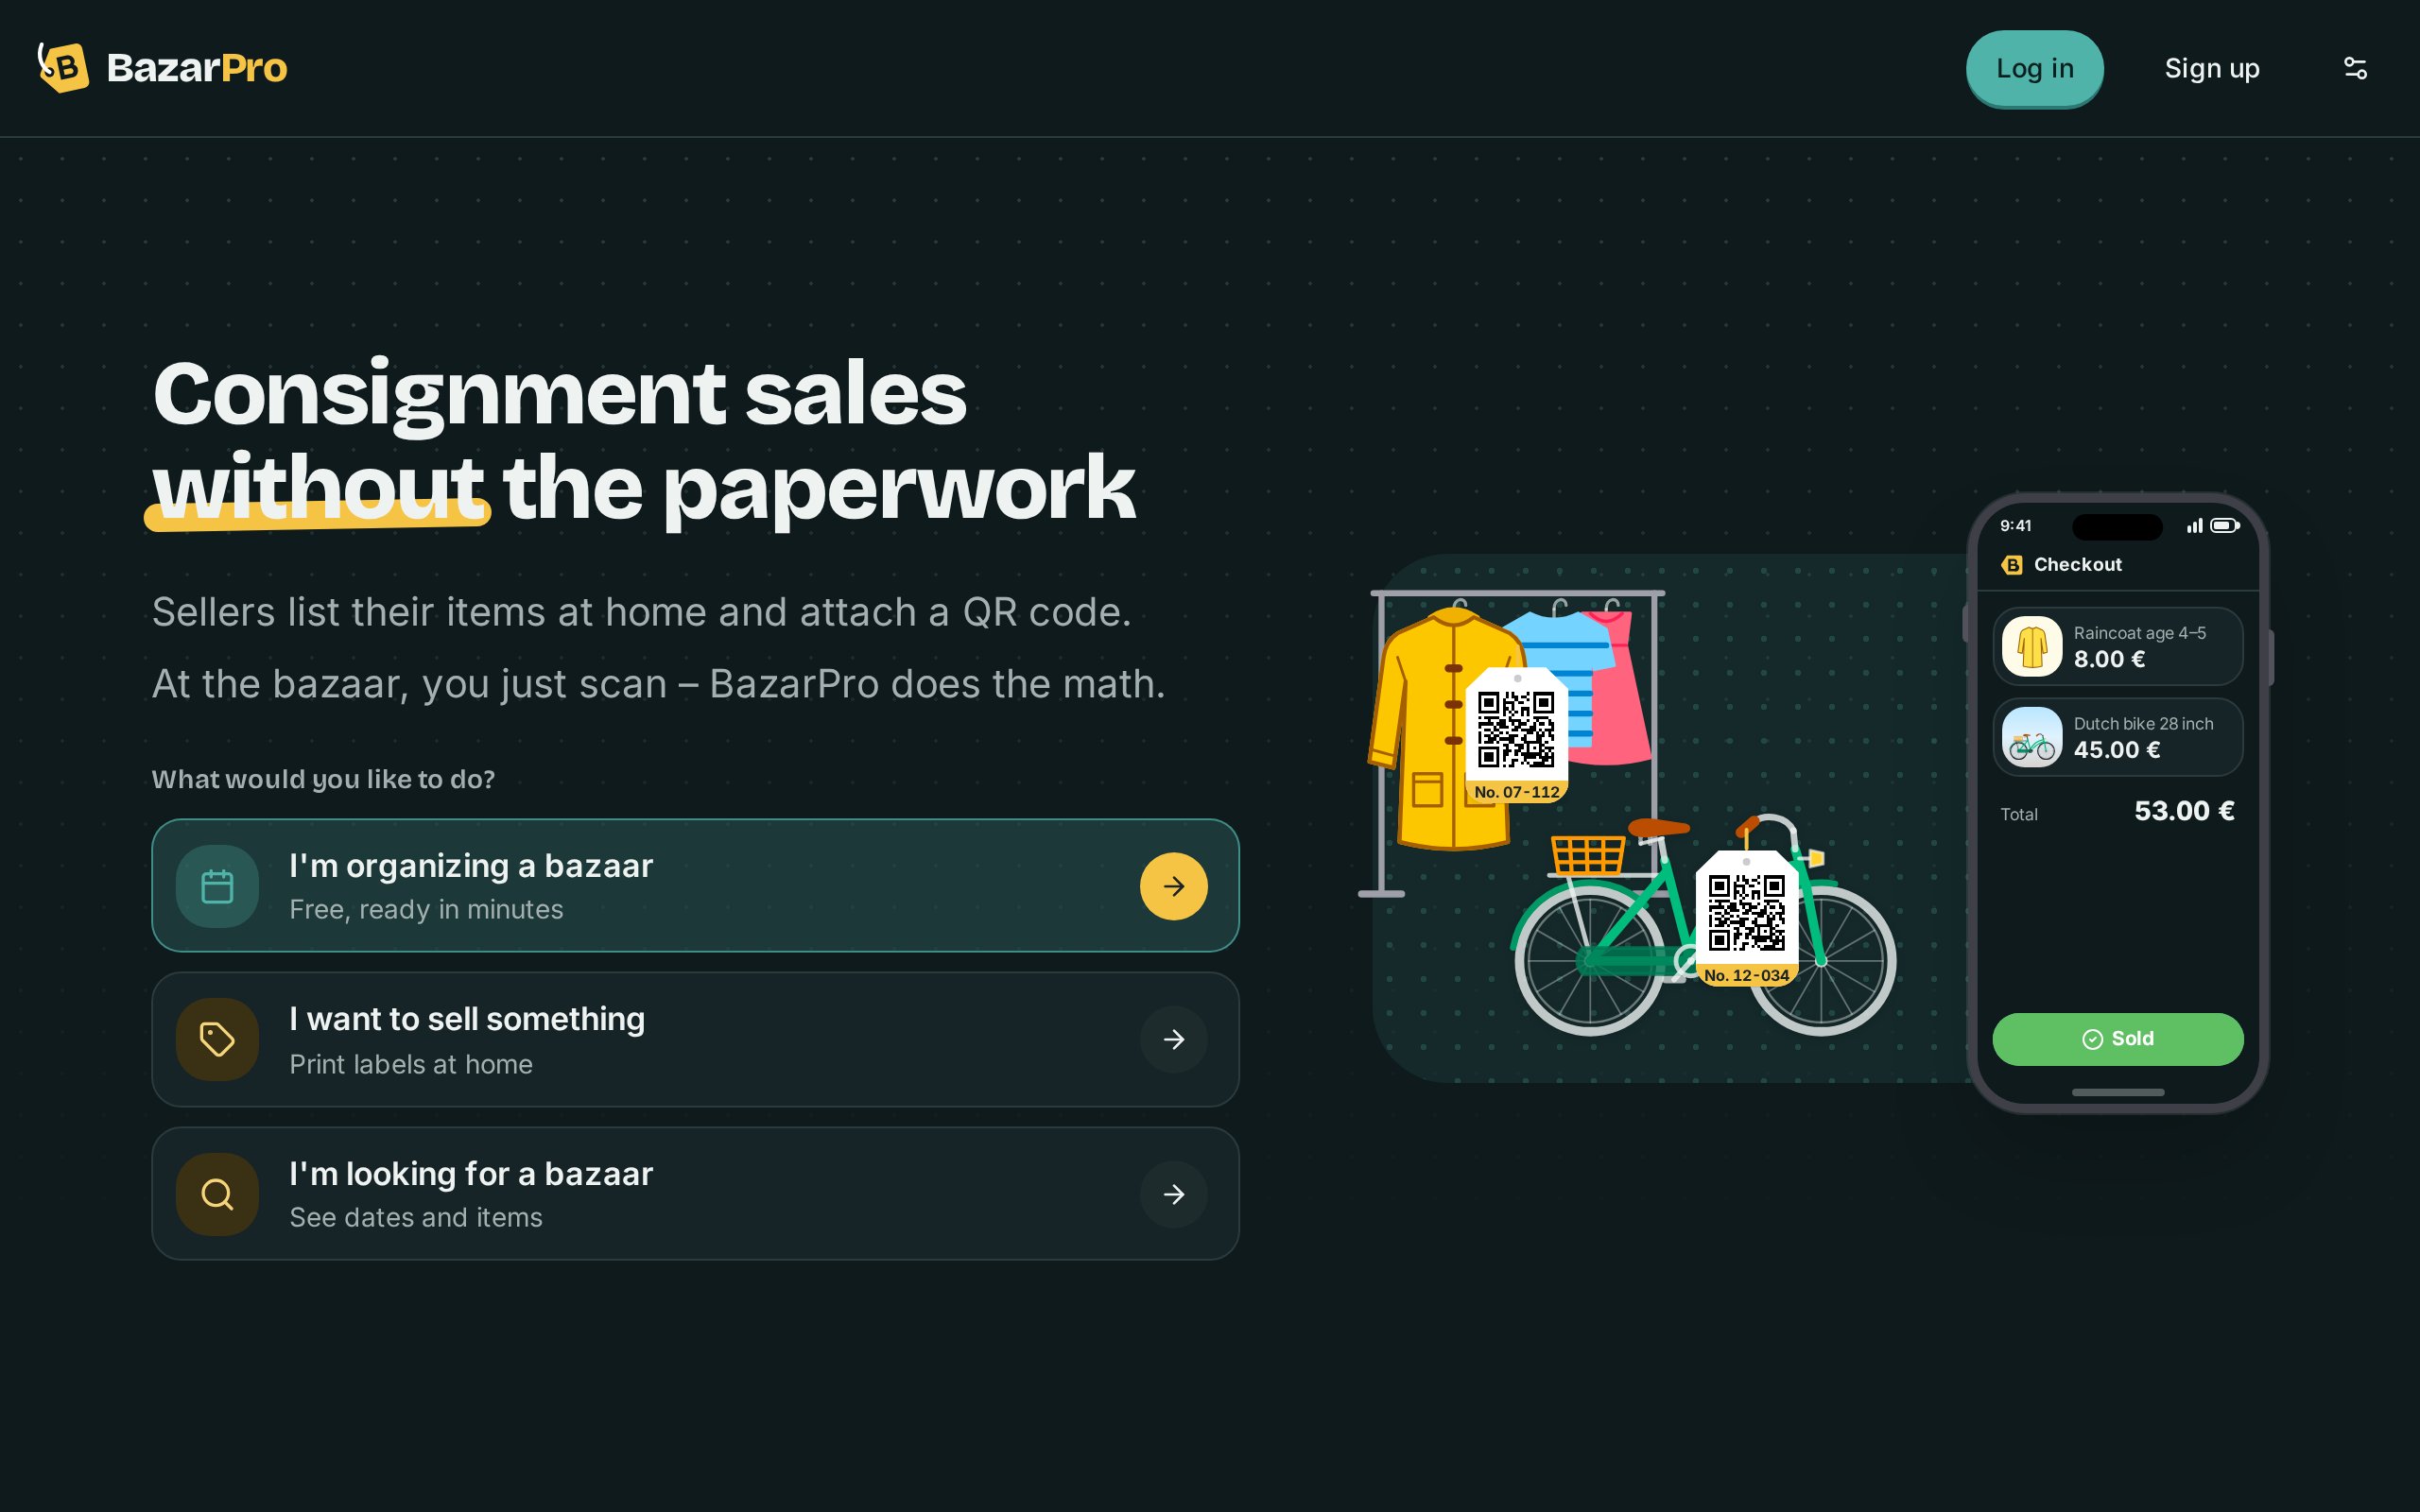 B BazarPro
Log in
Sign up
Consignment sales
without the paperwork
Sellers list their items at home and attach a QR code.
At the bazaar, you just scan – BazarPro does the math.
What would you like to do?
I'm organizing a bazaar
Free, ready in minutes
I want to sell something
Print labels at home
I'm looking for a bazaar
See dates and items
No. 07-112
No. 12-034
9:41
B Checkout
Raincoat age 4–5
8.00 €
Dutch bike 28 inch
45.00 €
Total 53.00 €
Sold